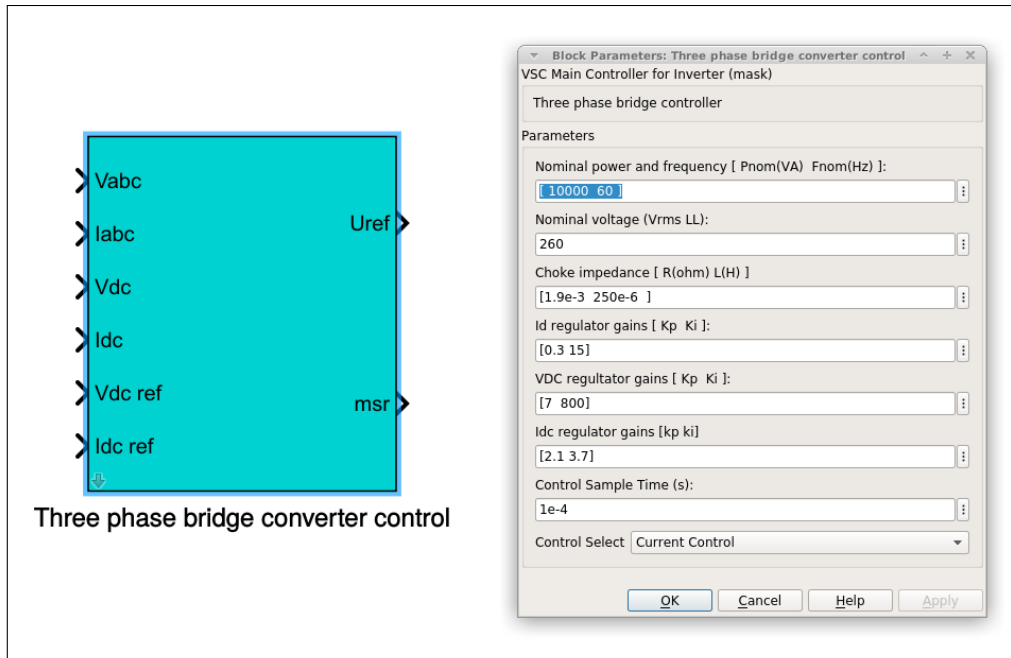 Vabc
Iabc
Vdc
Idc
Vdc ref
Idc ref
Uref
msr
Three phase bridge converter control
Block Parameters: Three phase bridge converter control
VSC Main Controller for Inverter (mask)
Three phase bridge controller
Parameters
Nominal power and frequency [ Pnom(VA)  Fnom(Hz) ]:
[ 10000  60 ]
Nominal voltage (Vrms LL):
260
Choke impedance [ R(ohm) L(H) ]
[1.9e-3  250e-6  ]
Id regulator gains [ Kp  Ki ]:
[0.3 15]
VDC regultator gains [ Kp  Ki ]:
[7  800]
Idc regulator gains [kp ki]
[2.1 3.7]
Control Sample Time (s):
1e-4
Control Select Current Control
OK Cancel Help Apply